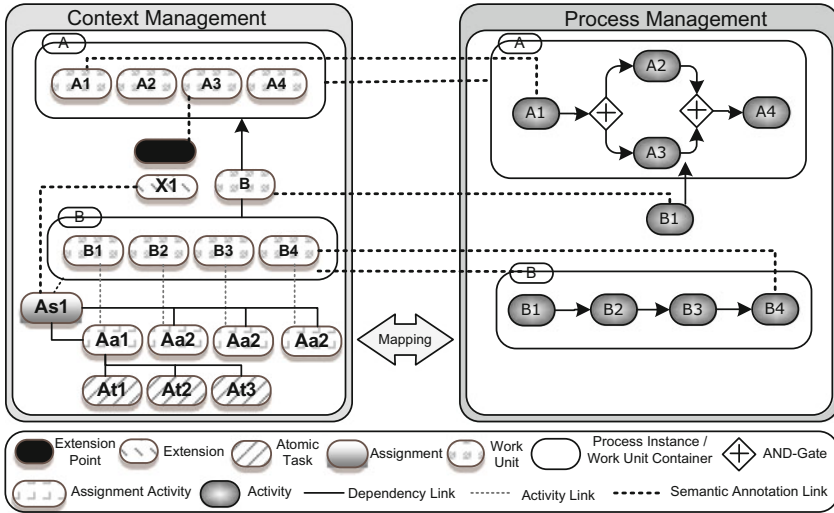 Context Management
Process Management
A
A1 A2 A3 A4
X1
B
B
B1 B2 B3 B4
As1
Aa1 Aa2 Aa2 Aa2
At1 At2 At3
Mapping
A
A1
A2
A3
A4
B1
B
B1 B2 B3 B4
Extension Point
Extension
Atomic Task
Assignment
Work Unit
Process Instance / Work Unit Container
AND-Gate
Assignment Activity
Activity
Dependency Link
Activity Link
Semantic Annotation Link